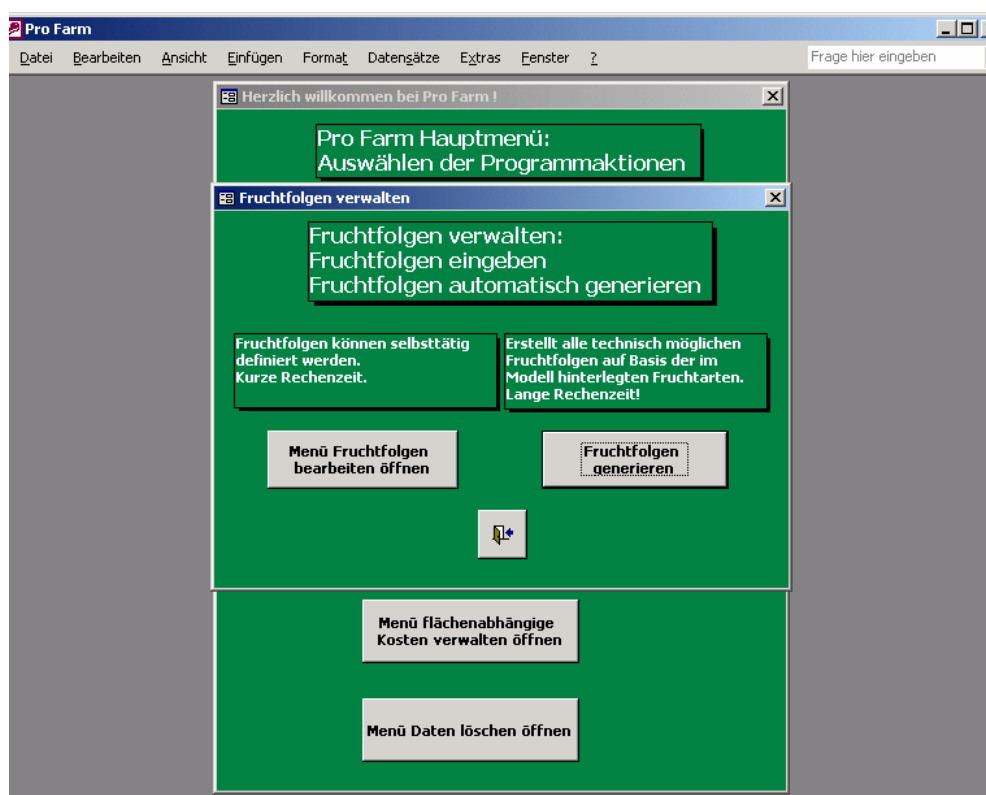 Pro Farm
Datei Bearbeiten Ansicht Einfügen Format Datensätze Extras Fenster ? Frage hier eingeben
Herzlich willkommen bei Pro Farm !
Pro Farm Hauptmenü:
Auswählen der Programmaktionen
Fruchtfolgen verwalten
Fruchtfolgen verwalten:
Fruchtfolgen eingeben
Fruchtfolgen automatisch generieren
Fruchtfolgen können selbsttätig
definiert werden.
Kurze Rechenzeit.
Erstellt alle technisch möglichen
Fruchtfolgen auf Basis der im
Modell hinterlegten Fruchtarten.
Lange Rechenzeit!
Menü Fruchtfolgen
bearbeiten öffnen
Fruchtfolgen
generieren
Menü flächenabhängige
Kosten verwalten öffnen
Menü Daten löschen öffnen